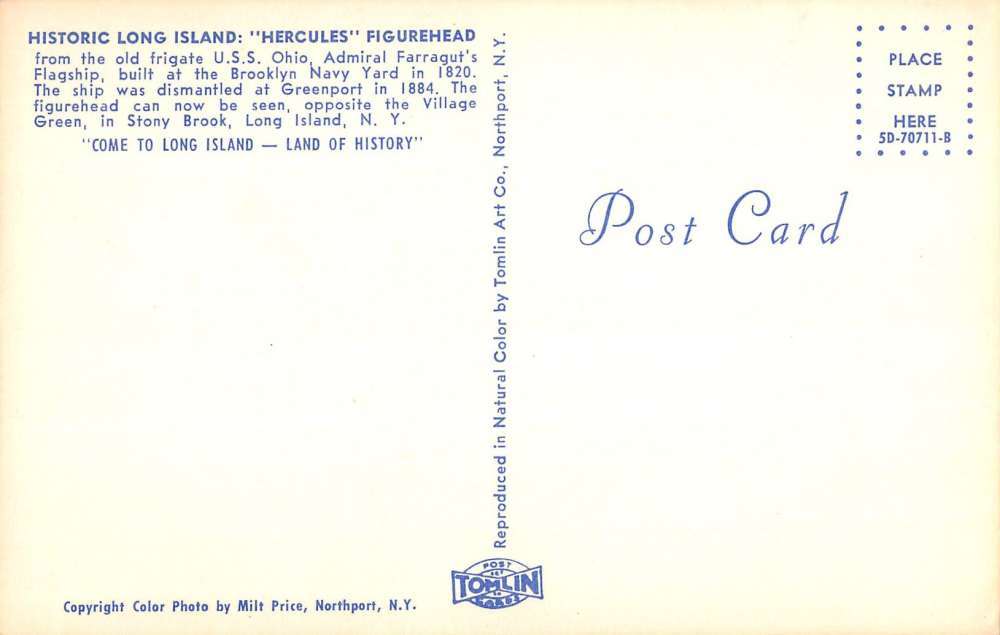 HISTORIC LONG ISLAND: "HERCULES" FIGUREHEAD
from the old frigate U.S.S. Ohio, Admiral Farragut's
Flagship, built at the Brooklyn Navy Yard in 1820.
The ship was dismantled at Greenport in 1884. The
figurehead can now be seen, opposite the Village
Green, in Stony Brook, Long Island, N. Y.
"COME TO LONG ISLAND — LAND OF HISTORY"
Copyright Color Photo by Milt Price, Northport, N.Y.
Reproduced in Natural Color by Tomlin Art Co., Northport, N.Y.
POST
TOMLIN
CARDS
PLACE
STAMP
HERE
5D-70711-B
Post Card